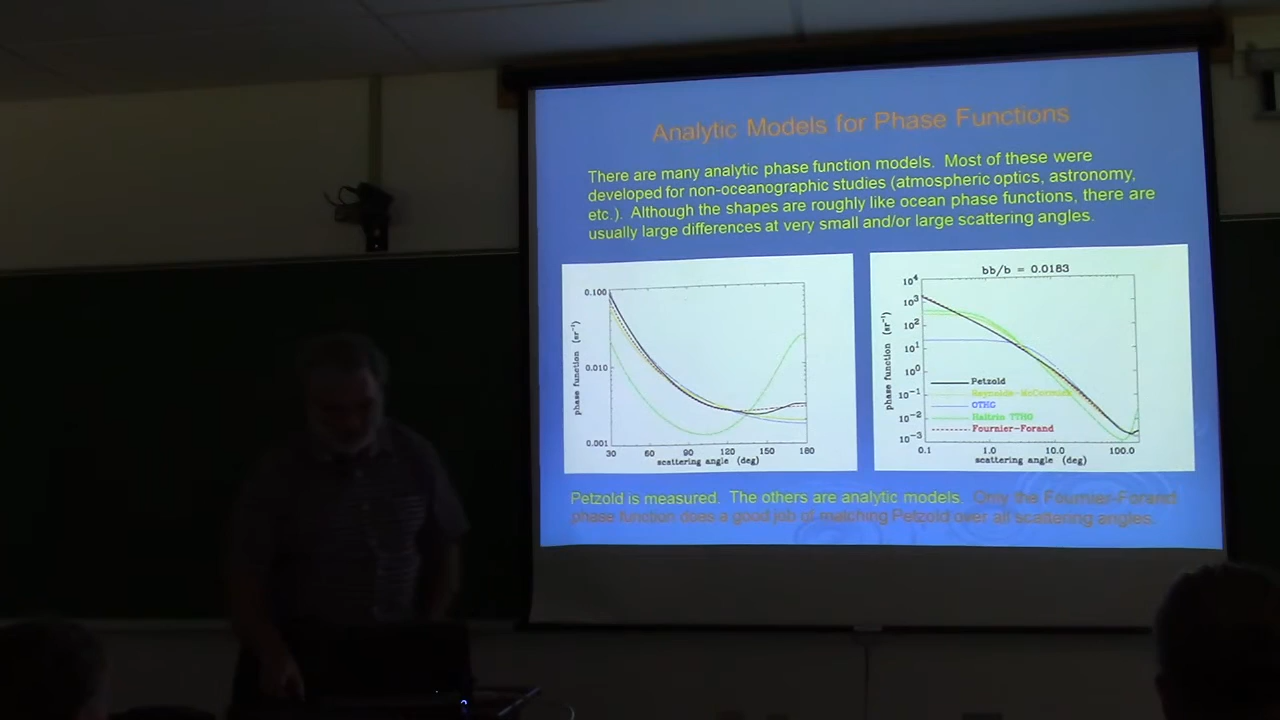 Analytic Models for Phase Functions
There are many analytic phase function models. Most of these were
developed for non-oceanographic studies (atmospheric optics, astronomy,
etc.). Although the shapes are roughly like ocean phase functions, there are
usually large differences at very small and/or large scattering angles.
0.100
0.010
0.001
phase function (sr⁻¹)
30 60 90 120 150 180
scattering angle (deg)
bb/b = 0.0183
10⁴
10³
10²
10¹
10⁰
10⁻¹
10⁻²
10⁻³
phase function (sr⁻¹)
Petzold
Reynolds-McCormick
OTHG
Haltrin TTHG
Fournier-Forand
0.1 1.0 10.0 100.0
scattering angle (deg)
Petzold is measured. The others are analytic models. Only the Fournier-Forand
phase function does a good job of matching Petzold over all scattering angles.